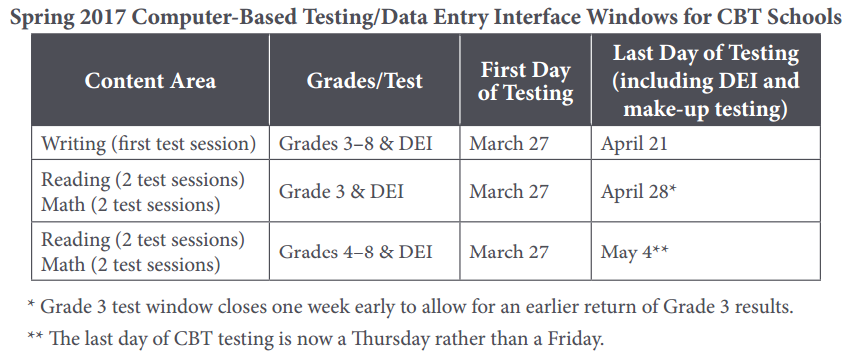 Spring 2017 Computer-Based Testing/Data Entry Interface Windows for CBT Schools
Content Area
Grades/Test
First Day
of Testing
Last Day of Testing
(including DEI and
make-up testing)
Writing (first test session)
Grades 3–8 & DEI
March 27
April 21
Reading (2 test sessions)
Math (2 test sessions)
Grade 3 & DEI
March 27
April 28*
Reading (2 test sessions)
Math (2 test sessions)
Grades 4–8 & DEI
March 27
May 4**
* Grade 3 test window closes one week early to allow for an earlier return of Grade 3 results.
** The last day of CBT testing is now a Thursday rather than a Friday.